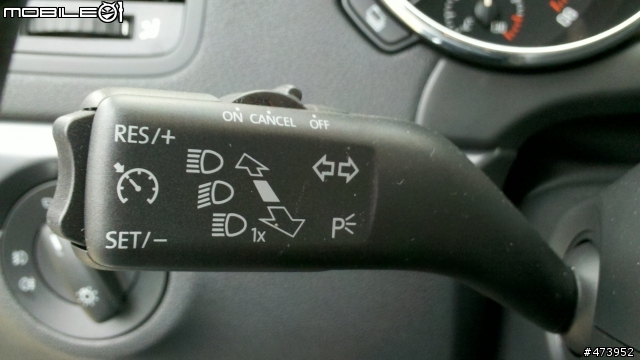 MOBILE01
ON CANCEL OFF
RES/+
SET/-
1x
P
#473952